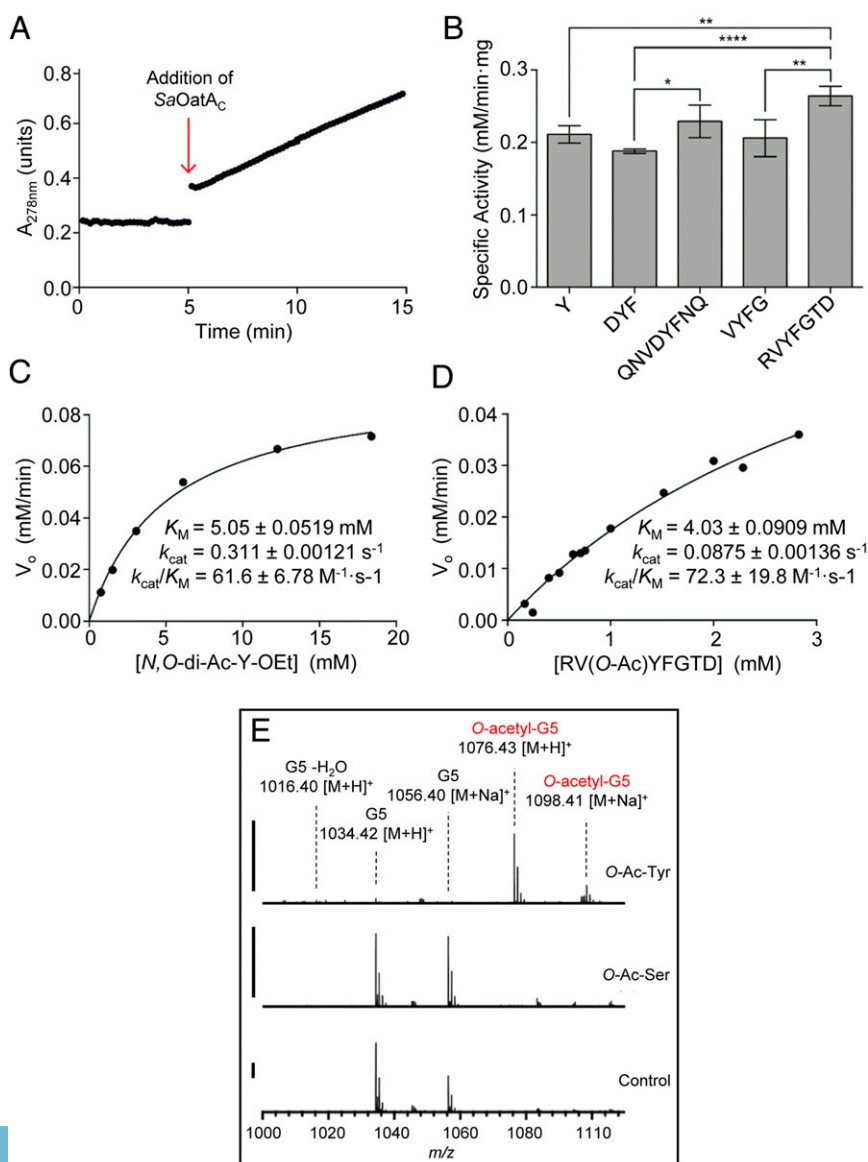 A
Addition of
SaOatAC
A278nm (units)
0.8
0.6
0.4
0.2
0.0
0
5
10
15
Time (min)
B
**
****
*
**
Specific Activity (mM/min·mg)
0.3
0.2
0.1
0.0
Y
DYF
QNVDYFNQ
VYFG
RVYFGTD
C
Vo (mM/min)
0.08
0.06
0.04
0.02
0.00
KM = 5.05 ± 0.0519 mM
kcat = 0.311 ± 0.00121 s-1
kcat/KM = 61.6 ± 6.78 M-1·s-1
0
5
10
15
20
[N,O-di-Ac-Y-OEt] (mM)
D
Vo (mM/min)
0.04
0.03
0.02
0.01
0.00
KM = 4.03 ± 0.0909 mM
kcat = 0.0875 ± 0.00136 s-1
kcat/KM = 72.3 ± 19.8 M-1·s-1
0
1
2
3
[RV(O-Ac)YFGTD] (mM)
E
O-acetyl-G5
1076.43 [M+H]+
G5 -H2O
1016.40 [M+H]+
G5
1034.42 [M+H]+
G5
1056.40 [M+Na]+
O-acetyl-G5
1098.41 [M+Na]+
O-Ac-Tyr
O-Ac-Ser
Control
1000
1020
1040
1060
1080
1110
m/z